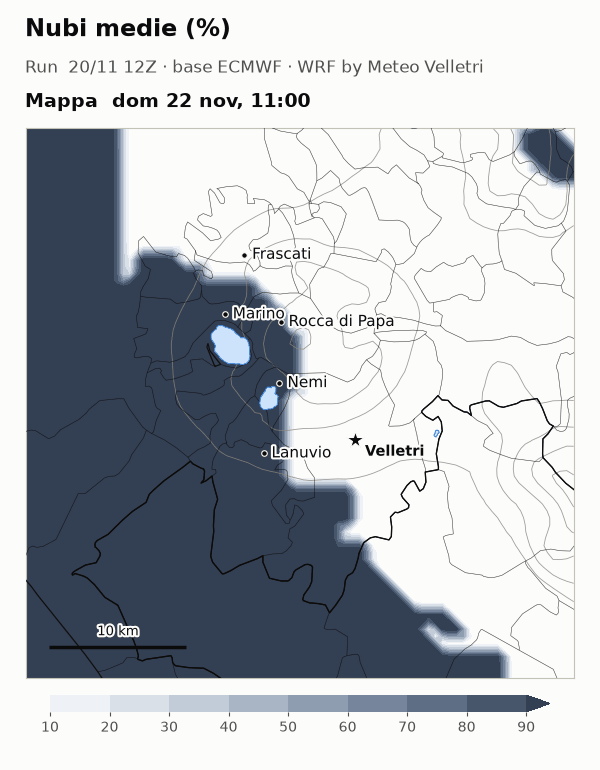 Nubi medie (%)
Run  20/11 12Z · base ECMWF · WRF by Meteo Velletri
Mappa  dom 22 nov, 11:00
Frascati
Marino
Rocca di Papa
Nemi
Velletri
Lanuvio
10 km
10 20 30 40 50 60 70 80 90